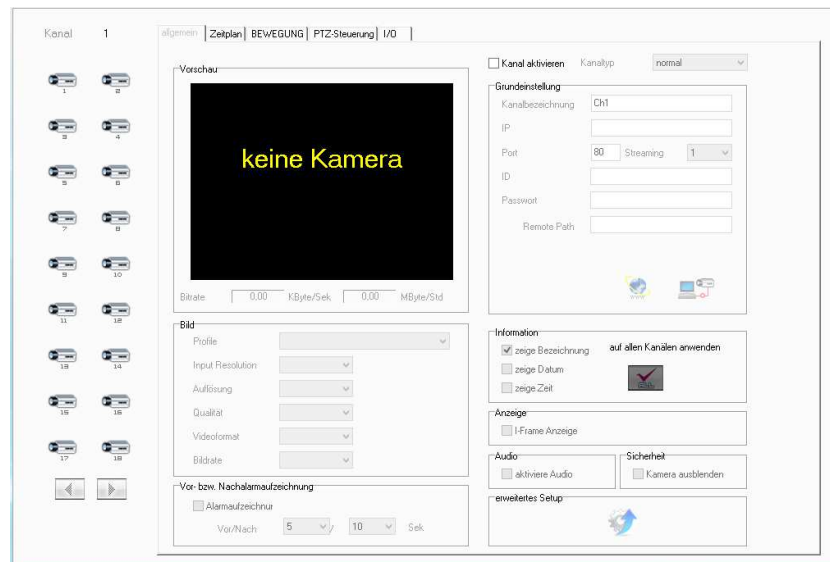 Kanal 1
allgemein Zeitplan BEWEGUNG PTZ-Steuerung I/O
Vorschau
keine Kamera
Bitrate 0,00 KByte/Sek. 0,00 MByte/Std
Bild
Profile
Input Resolution
Auflösung
Qualität
Videoformat
Bildrate
Vor- bzw. Nachalarmaufzeichnung
Alarmaufzeichnur
Vor/Nach: 5 / 10 Sek.
Kanal aktivieren Kanaltyp normal
Grundeinstellung
Kanalbezeichnung Ch1
IP
Port 80 Streaming 1
ID
Passwort
Remote Path
Information
zeige Bezeichnung auf allen Kanälen anwenden
zeige Datum
zeige Zeit
Anzeige
I-Frame Anzeige
Audio
aktiviere Audio
Sicherheit
Kamera ausblenden
erweitertes Setup
1 2
3 4
5 6
7 8
9 10
11 12
13 14
15 16
17 18